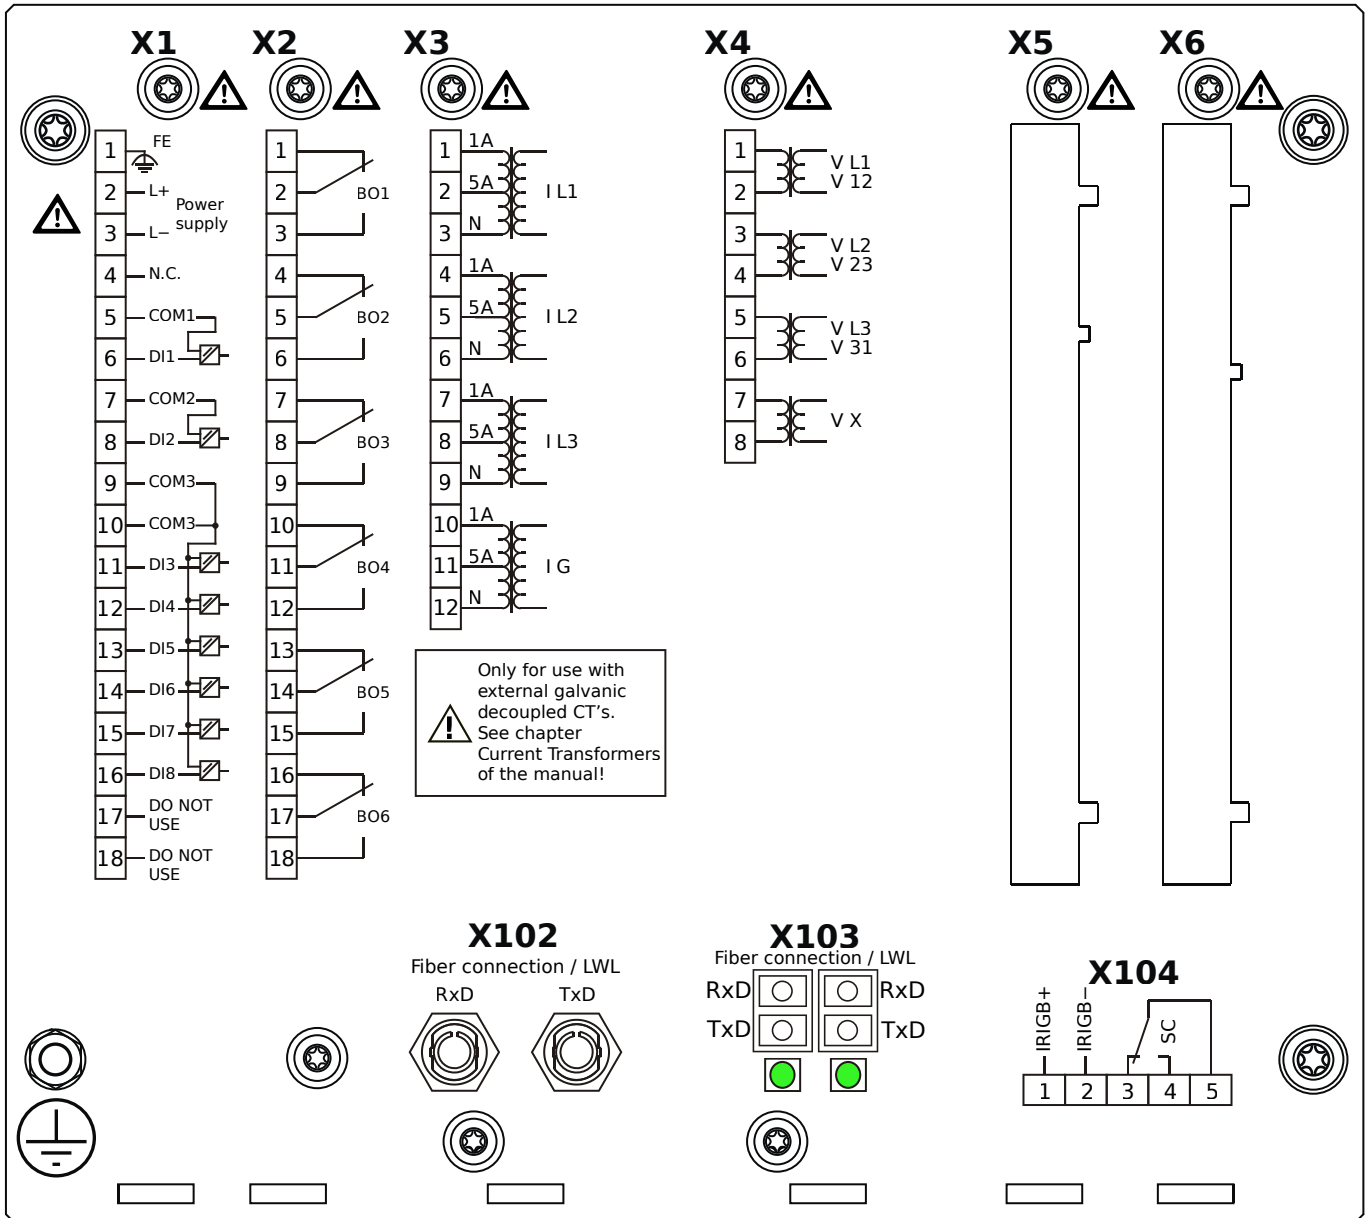 X1
X2
X3
X4
X5
X6
1
FE
2
L+
Power
supply
3
L−
4
N.C.
5
COM1
6
DI1
7
COM2
8
DI2
9
COM3
10
COM3
11
DI3
12
DI4
13
DI5
14
DI6
15
DI7
16
DI8
17
DO NOT
USE
18
DO NOT
USE
1
2
BO1
3
4
5
BO2
6
7
8
BO3
9
10
11
BO4
12
13
14
BO5
15
16
17
BO6
18
1
1A
2
5A
I L1
3
N
4
1A
5
5A
I L2
6
N
7
1A
8
5A
I L3
9
N
10
1A
11
5A
I G
12
N
Only for use with
external galvanic
decoupled CT's.
See chapter
Current Transformers
of the manual!
1
V L1
2
V 12
3
V L2
4
V 23
5
V L3
6
V 31
7
V X
8
X102
Fiber connection / LWL
RxD
TxD
X103
Fiber connection / LWL
RxD
RxD
TxD
TxD
X104
IRIGB+
IRIGB−
SC
1
2
3
4
5